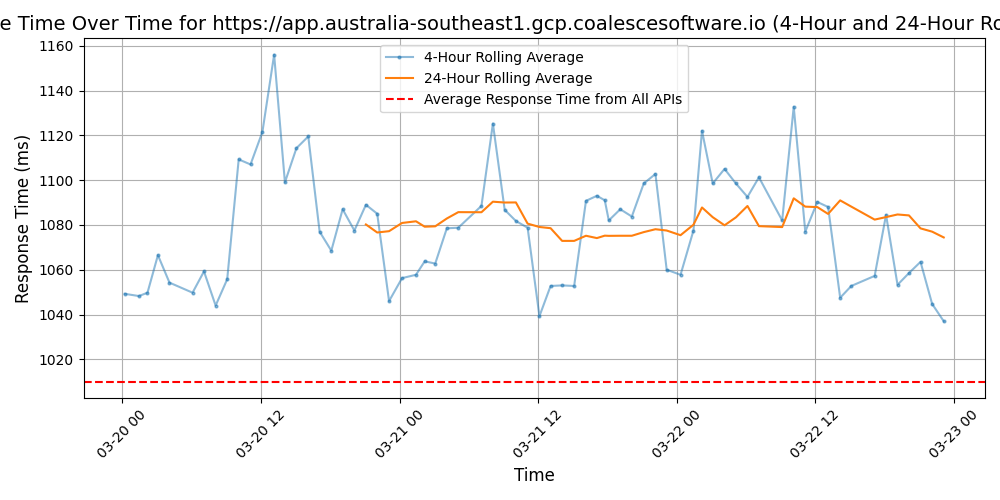 e Time Over Time for https://app.australia-southeast1.gcp.coalescesoftware.io (4-Hour and 24-Hour Ro
4-Hour Rolling Average
24-Hour Rolling Average
Average Response Time from All APIs
Response Time (ms)
1160
1140
1120
1100
1080
1060
1040
1020
03-20 00
03-20 12
03-21 00
03-21 12
03-22 00
03-22 12
03-23 00
Time